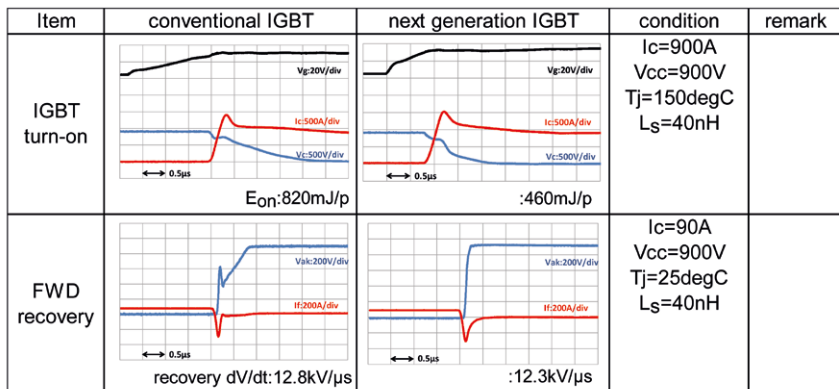 Item conventional IGBT next generation IGBT condition remark
IGBT
turn-on
Vg:20V/div
Ic:500A/div
Vc:500V/div
0.5µs
Eon:820mJ/p
Vg:20V/div
Ic:500A/div
Vc:500V/div
0.5µs
:460mJ/p
Ic=900A
Vcc=900V
Tj=150degC
Ls=40nH
FWD
recovery
Vak:200V/div
If:200A/div
0.5µs
recovery dV/dt:12.8kV/µs
Vak:200V/div
If:200A/div
0.5µs
:12.3kV/µs
Ic=90A
Vcc=900V
Tj=25degC
Ls=40nH